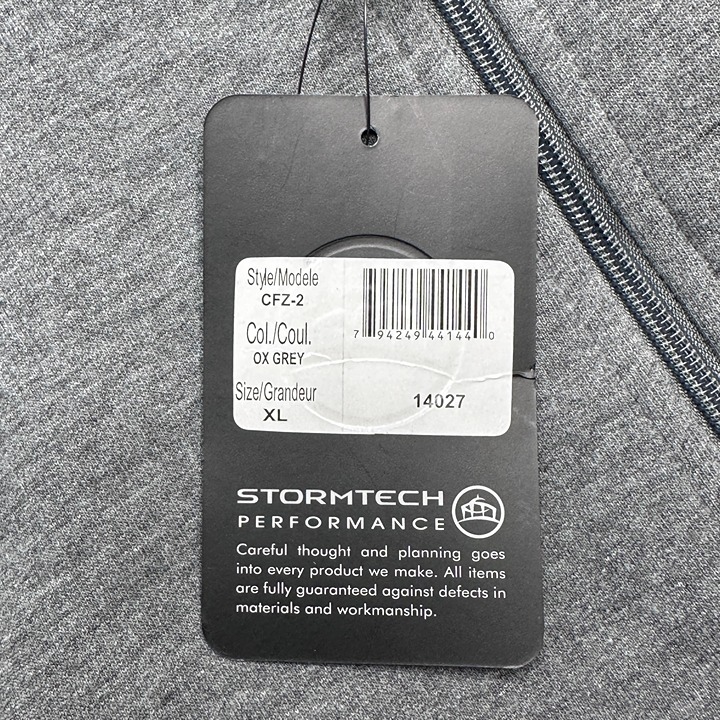 Style/Modele
CFZ-2
Col./Coul.
OX GREY
Size/Grandeur
XL
7 94249 44144 0
14027
STORMTECH
PERFORMANCE
Careful thought and planning goes
into every product we make. All items
are fully guaranteed against defects in
materials and workmanship.